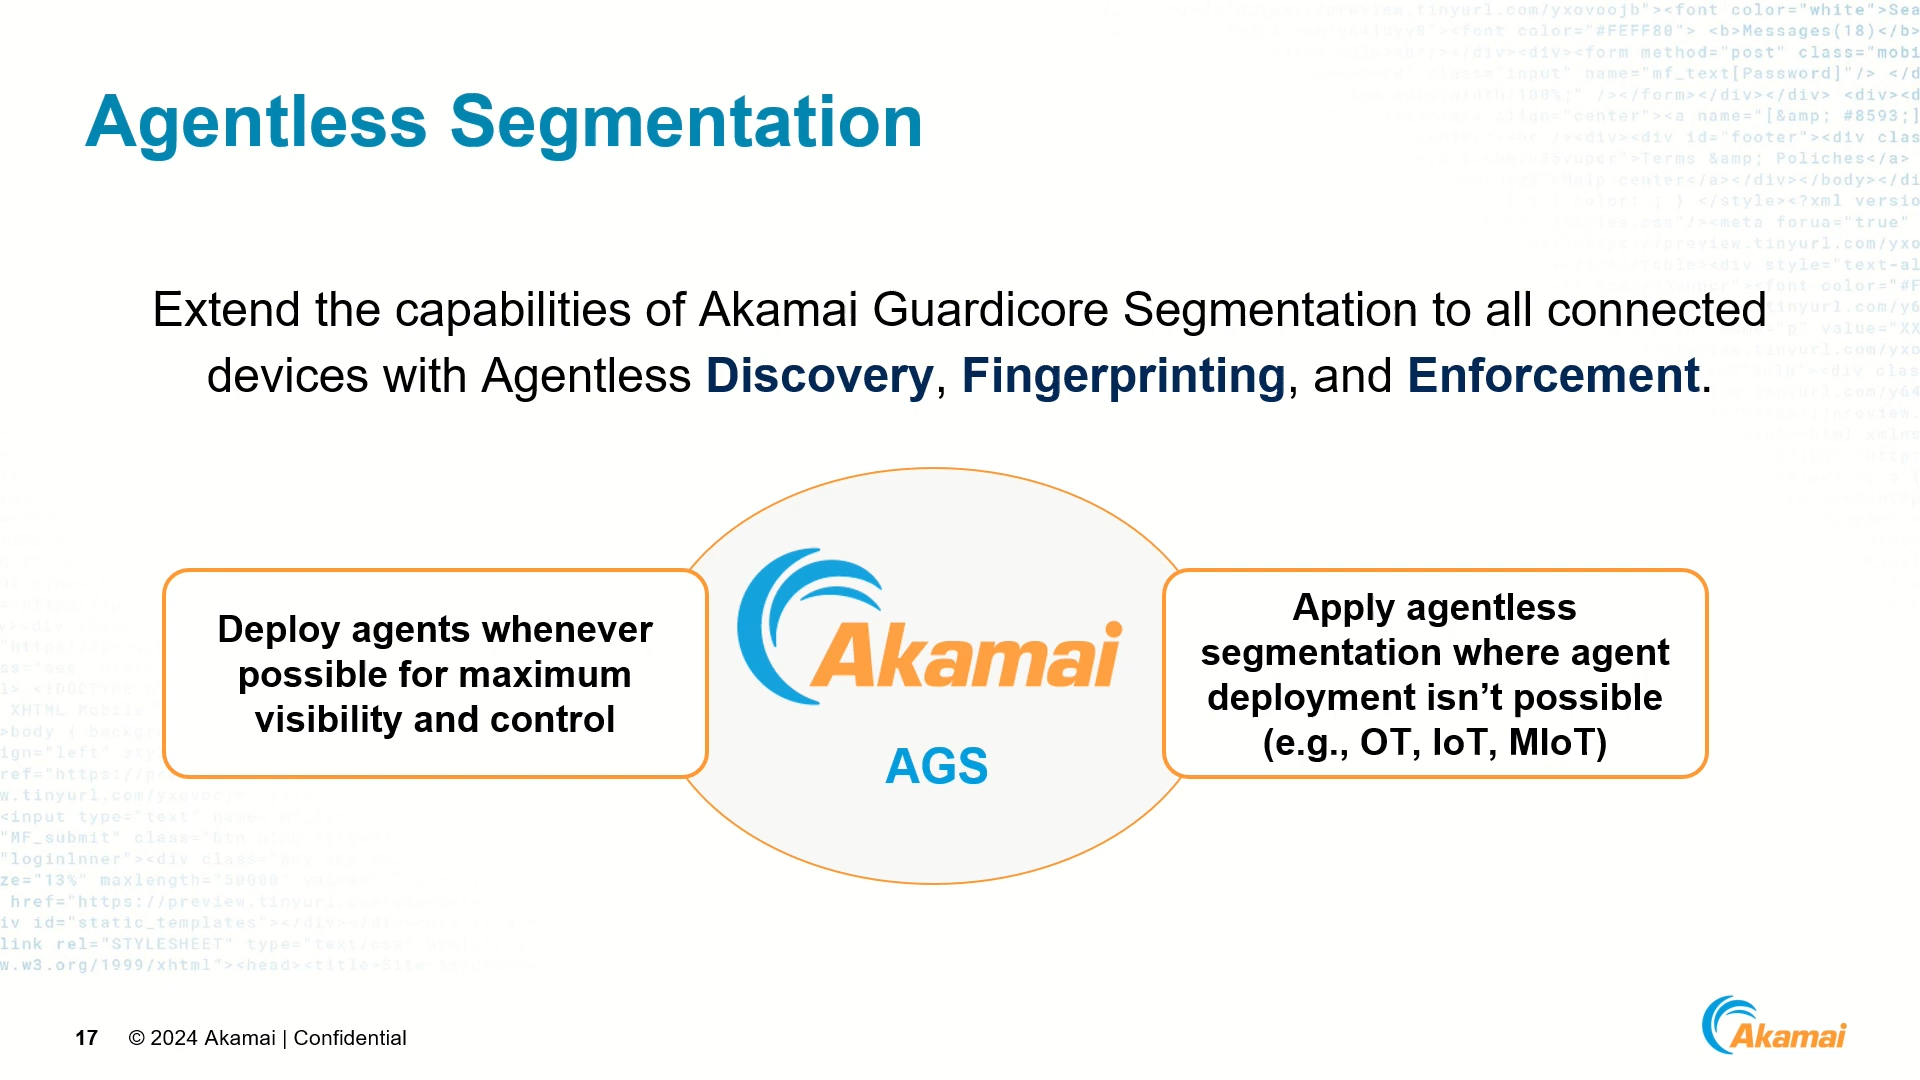 Agentless Segmentation
Extend the capabilities of Akamai Guardicore Segmentation to all connected
devices with Agentless Discovery, Fingerprinting, and Enforcement.
Deploy agents whenever
possible for maximum
visibility and control
Akamai
AGS
Apply agentless
segmentation where agent
deployment isn’t possible
(e.g., OT, IoT, MIoT)
17 © 2024 Akamai | Confidential
Akamai